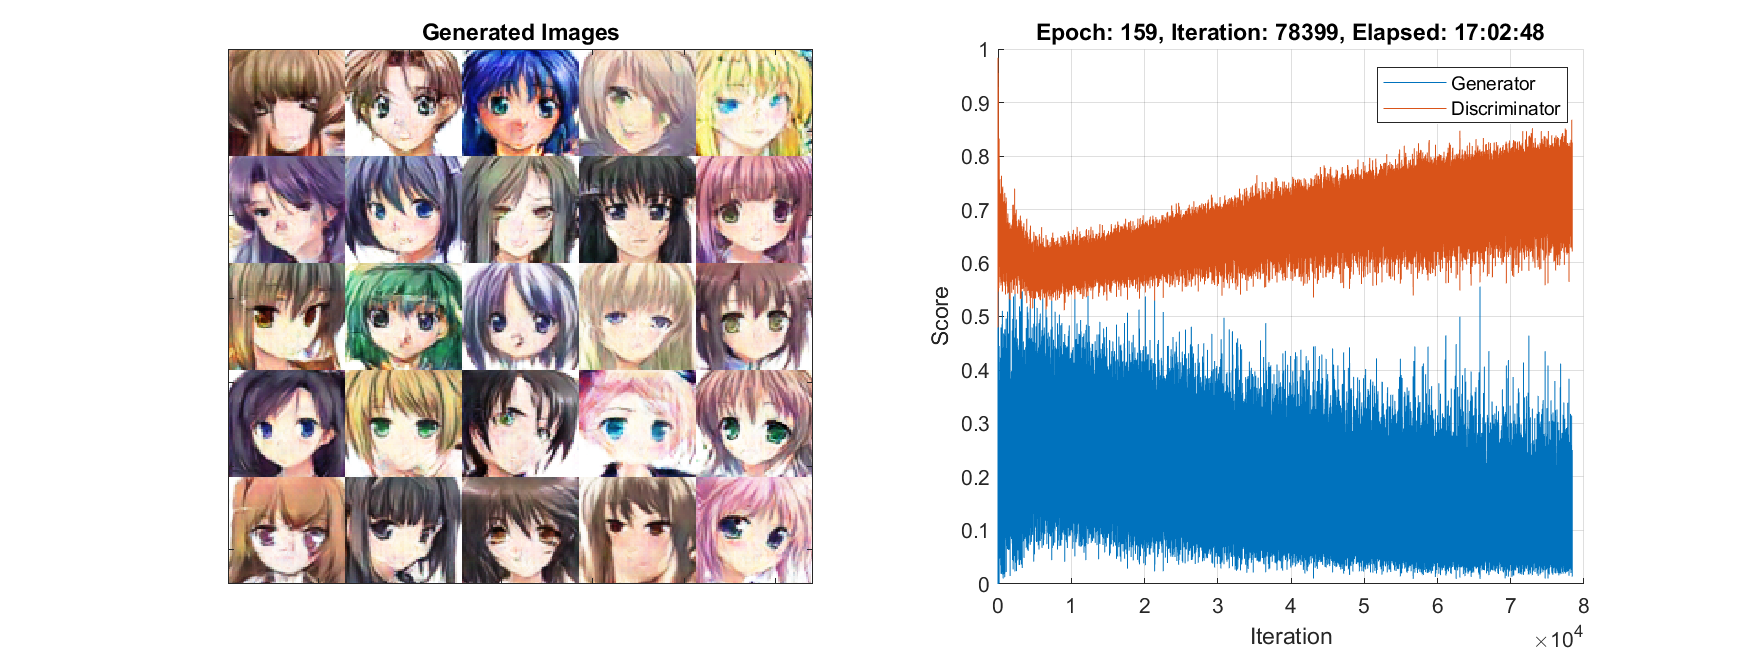 Generated Images
Epoch: 159, Iteration: 78399, Elapsed: 17:02:48
Generator
Discriminator
1
0.9
0.8
0.7
0.6
0.5
0.4
0.3
0.2
0.1
0
Score
0 1 2 3 4 5 6 7 8
Iteration
×10⁴